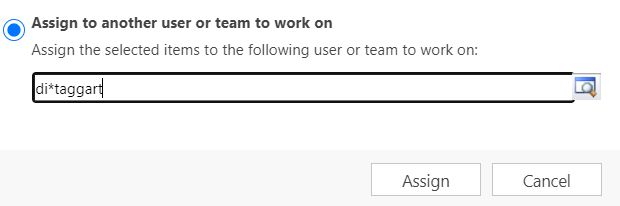 Assign to another user or team to work on
Assign the selected items to the following user or team to work on:
di*taggart
Assign
Cancel